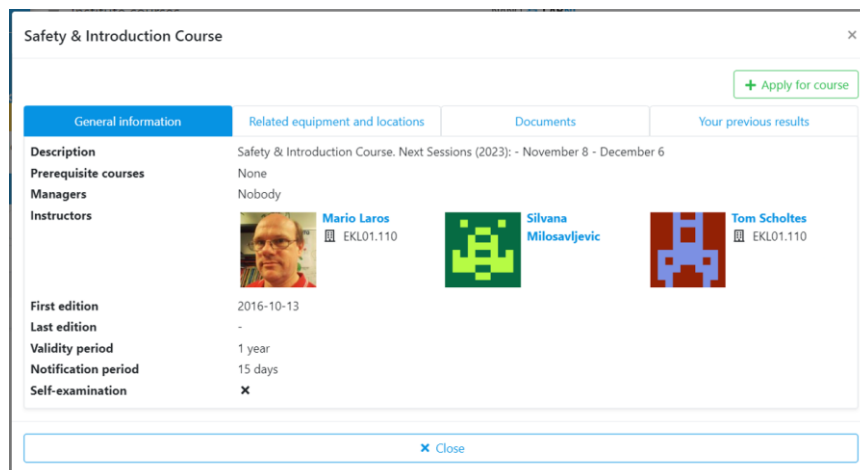 Safety & Introduction Course
×
+ Apply for course
General information
Related equipment and locations
Documents
Your previous results
Description Safety & Introduction Course. Next Sessions (2023): - November 8 - December 6
Prerequisite courses None
Managers Nobody
Instructors
Mario Laros
EKL01.110
Silvana
Milosavljevic
Tom Scholtes
EKL01.110
First edition 2016-10-13
Last edition -
Validity period 1 year
Notification period 15 days
Self-examination ×
× Close